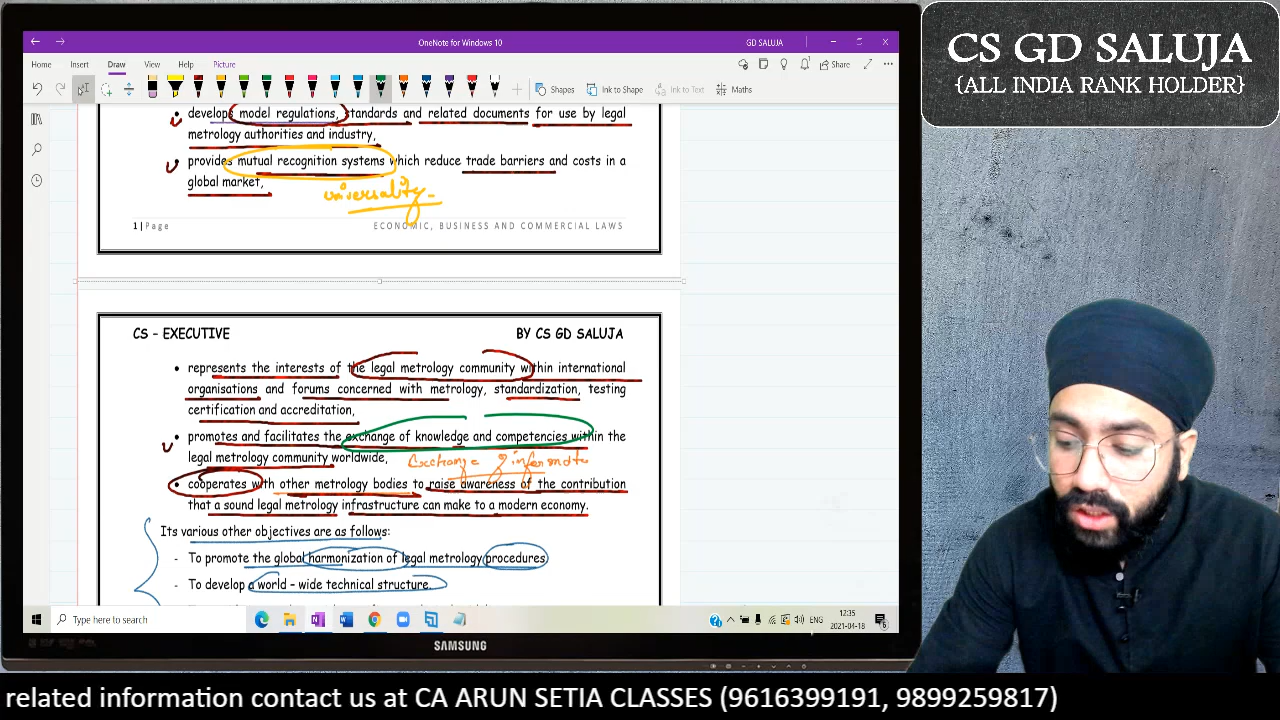 OneNote for Windows 10
GD SALUJA
CS GD SALUJA
{ALL INDIA RANK HOLDER}
Home Insert Draw View Help Picture
Share
Shapes Ink to Shape Ink to Text Maths
develops model regulations, standards and related documents for use by legal
metrology authorities and industry,
provides mutual recognition systems which reduce trade barriers and costs in a
global market,
universality
1 | Page ECONOMIC, BUSINESS AND COMMERCIAL LAWS
CS – EXECUTIVE BY CS GD SALUJA
• represents the interests of the legal metrology community within international
organisations and forums concerned with metrology, standardization, testing
certification and accreditation,
• promotes and facilitates the exchange of knowledge and competencies within the
legal metrology community worldwide,
Exchange
• cooperates with other metrology bodies to raise awareness of the contribution
that a sound legal metrology infrastructure can make to a modern economy.
Its various other objectives are as follows:
- To promote the global harmonization of legal metrology procedures
- To develop a world – wide technical structure.
Type here to search
ENG
12:35
2021-04-18
SAMSUNG
related information contact us at CA ARUN SETIA CLASSES (9616399191, 9899259817)